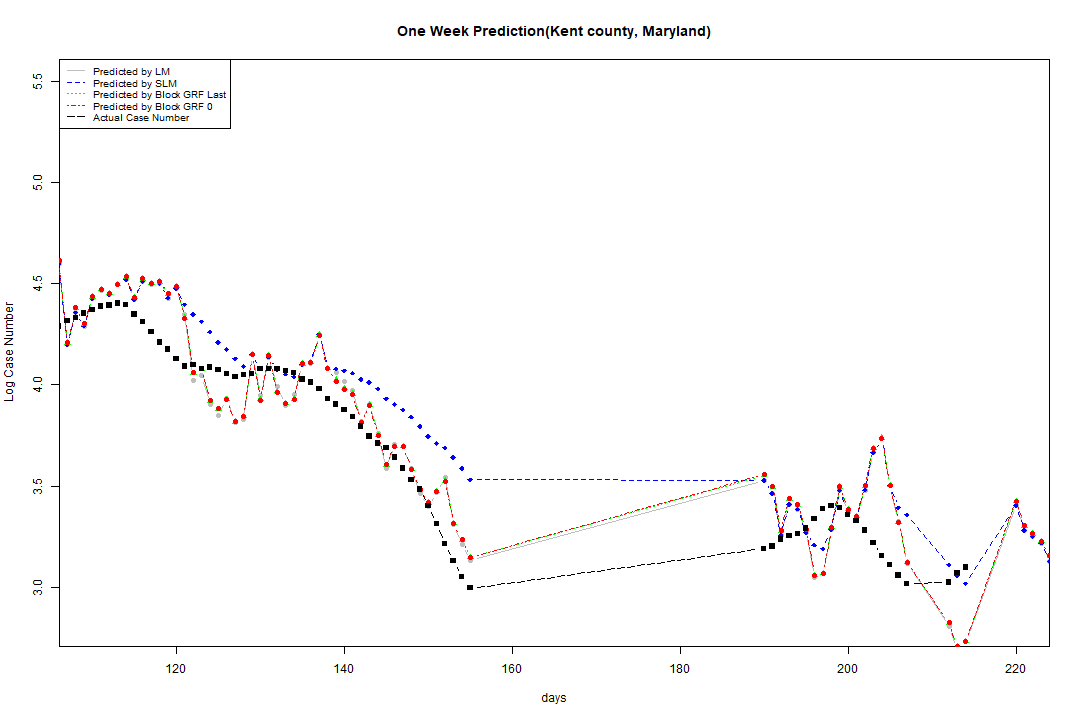 One Week Prediction(Kent county, Maryland)
Predicted by LM
Predicted by SLM
Predicted by Block GRF Last
Predicted by Block GRF 0
Actual Case Number
5.5
5.0
4.5
4.0
3.5
3.0
Log Case Number
120 140 160 180 200 220
days